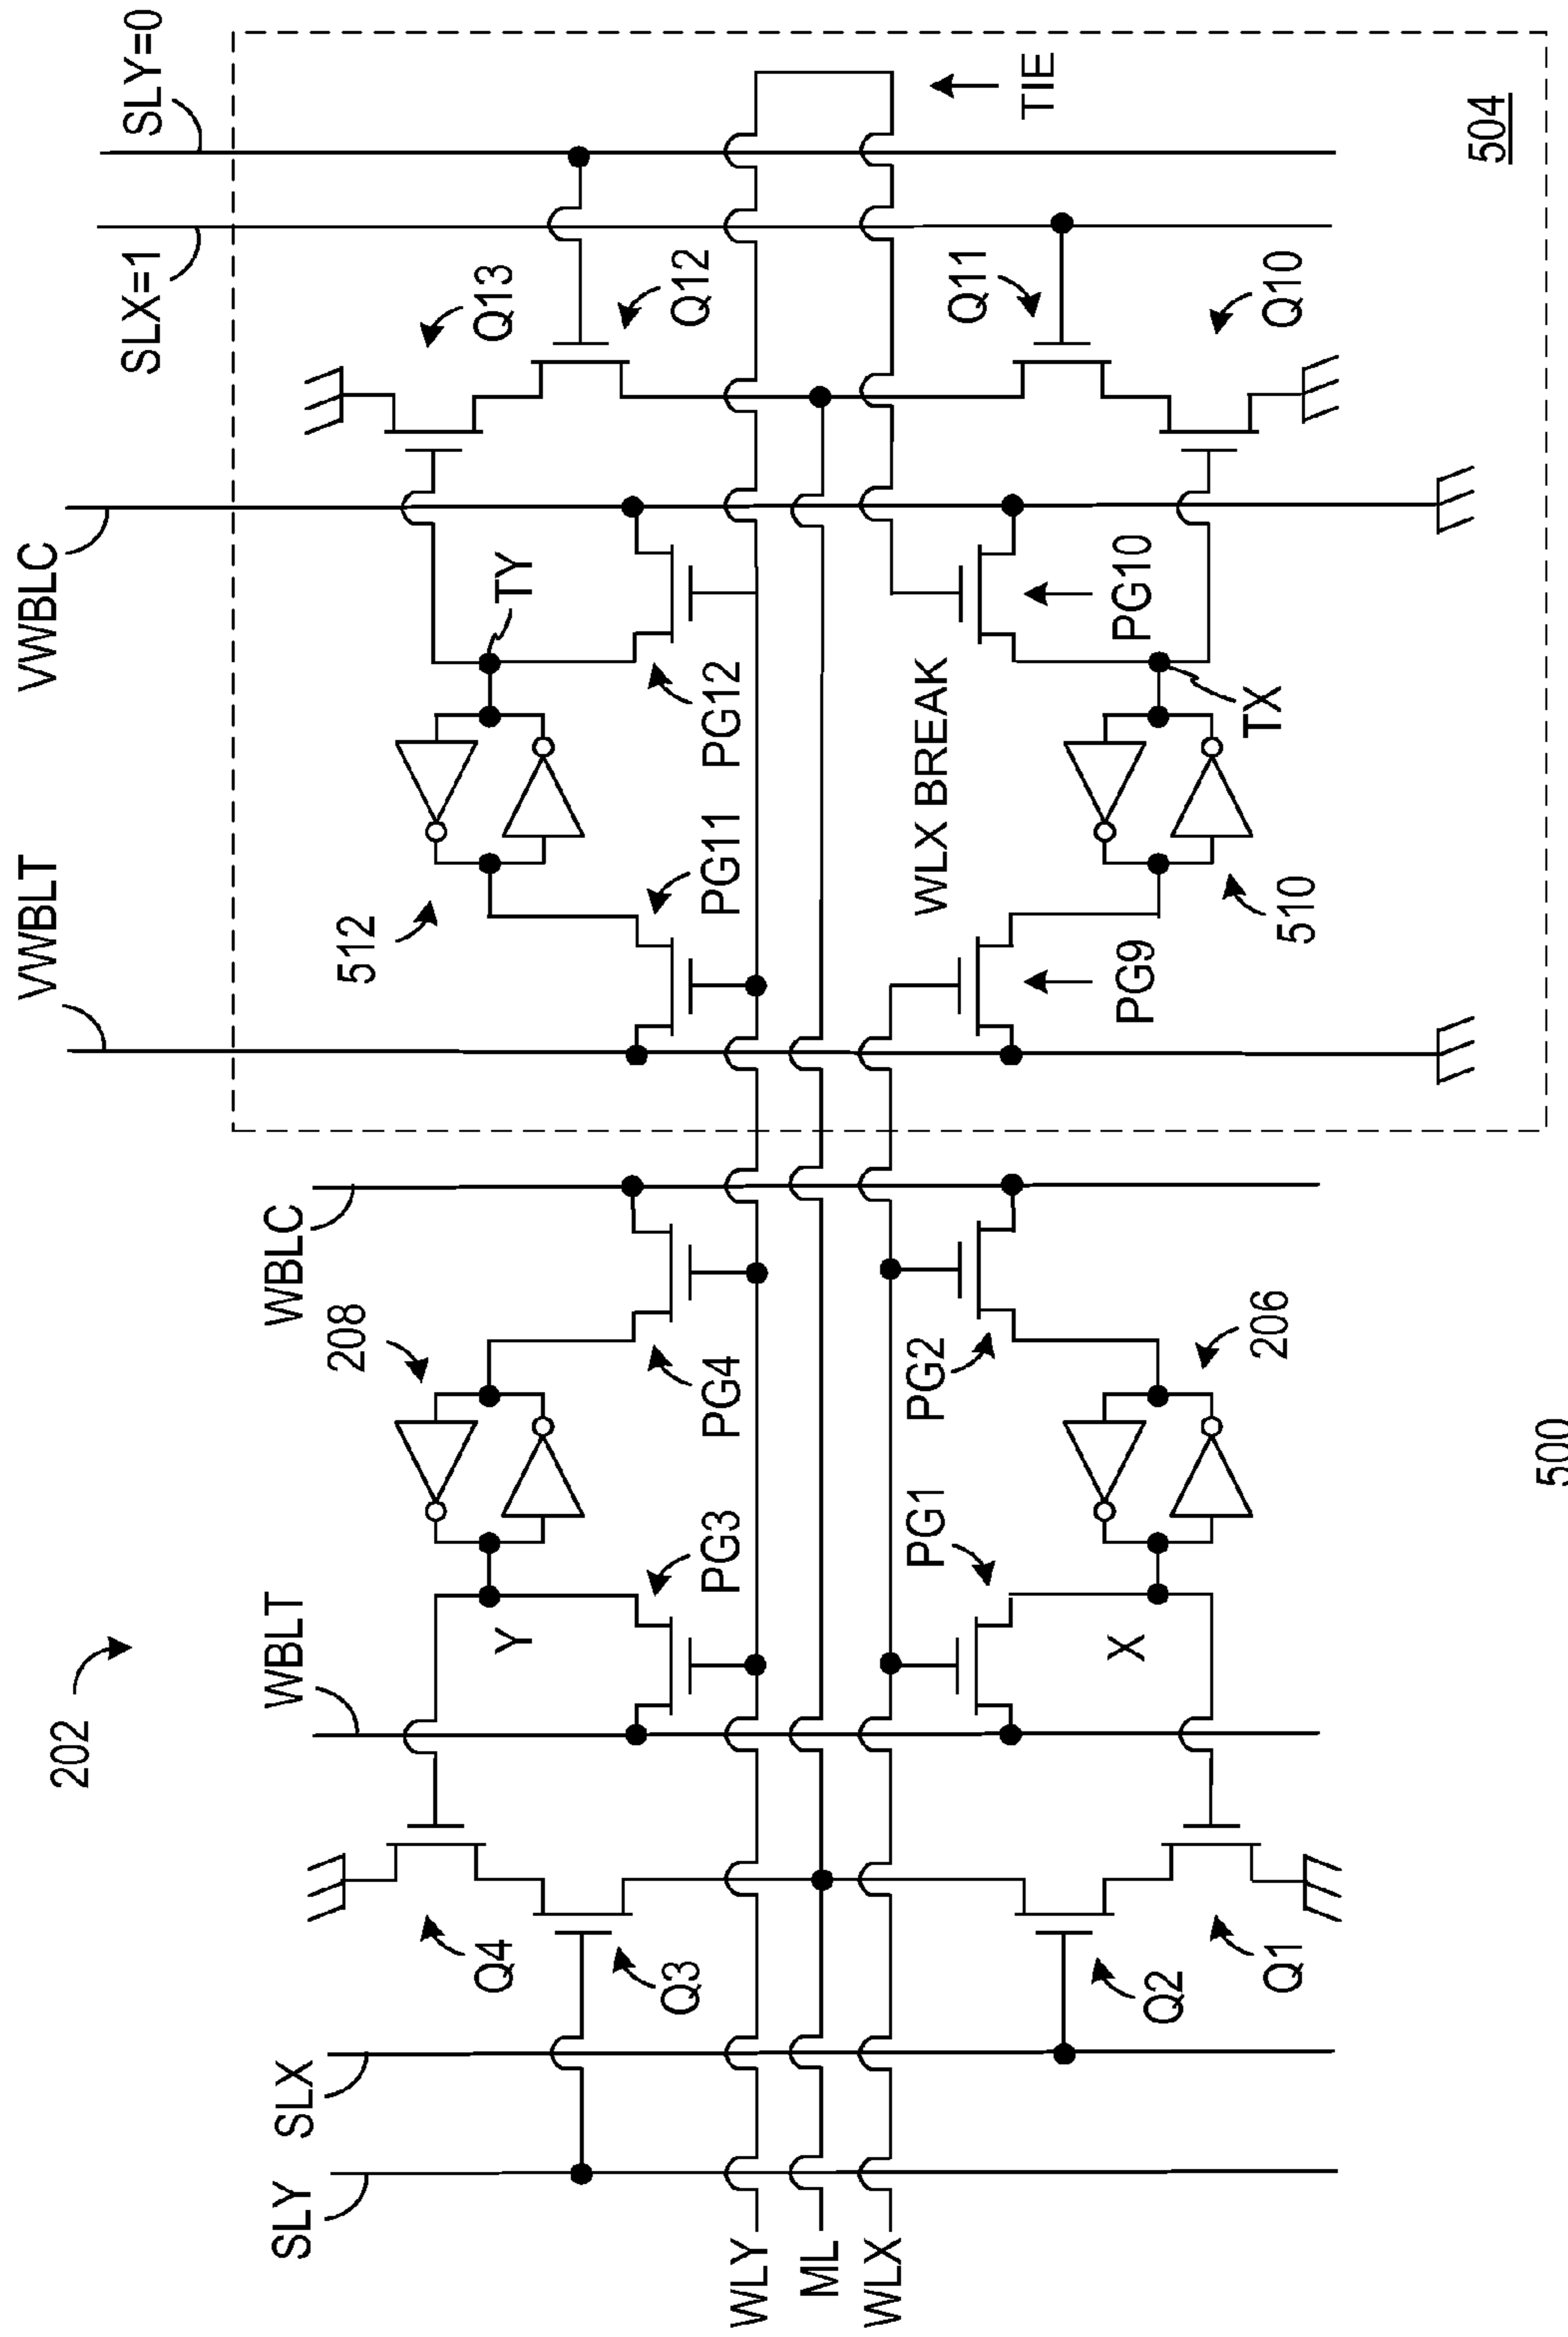 SLY
SLX
202
WBLT
WBLC
VWBLT
VWBLC
SLX=1
SLY=0
Q4
Q3
Y
208
PG3
PG4
512
TY
PG11
PG12
Q13
Q12
WLY
ML
WLX
WLX BREAK
TIE
PG1
PG2
PG9
PG10
Q11
Q2
Q1
X
206
510
TX
Q10
504
500